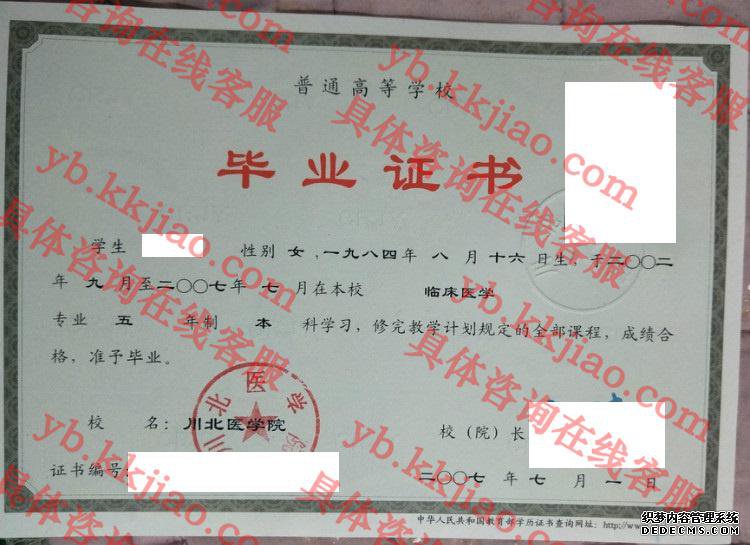 普通高等学校
毕业证书
学生 性别 女 ,一九八四年 八 月 十六 日生,于二〇〇二
年 九 月至二〇〇七年 七 月在本校 临床医学
专业 五 年制 本 科学习,修完教学计划规定的全部课程,成绩合
格,准予毕业。
校 名:川北医学院
校(院)长
证书编号:
二〇〇七 年 七 月 一 日
中华人民共和国教育部学历证书查询网址:http://www.
川北医学院
yb.kkjiao.com
具体咨询在线客服
织梦内容管理系统
DEDECMS.COM